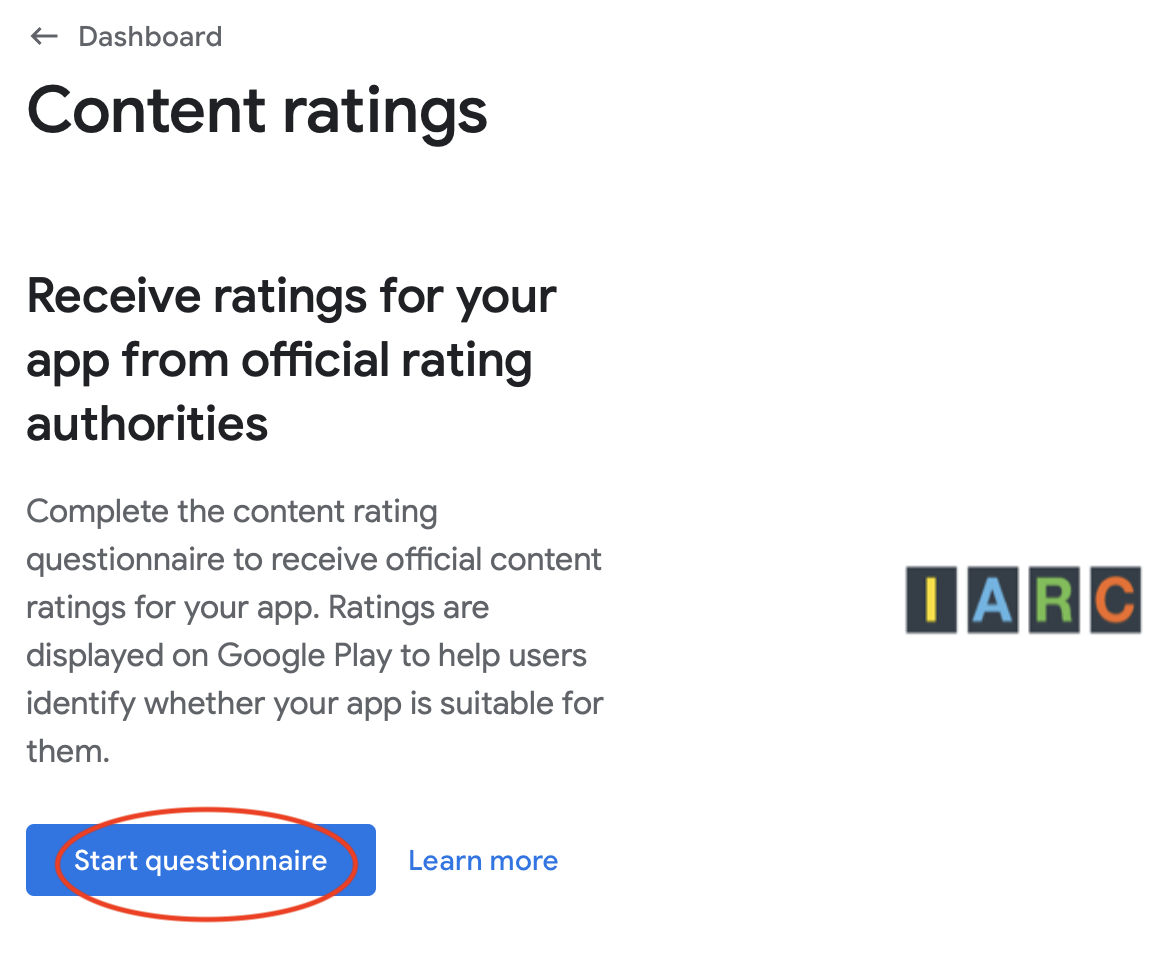 ← Dashboard
Content ratings
Receive ratings for your
app from official rating
authorities
Complete the content rating
questionnaire to receive official content
ratings for your app. Ratings are
displayed on Google Play to help users
identify whether your app is suitable for
them.
IARC
Start questionnaire
Learn more